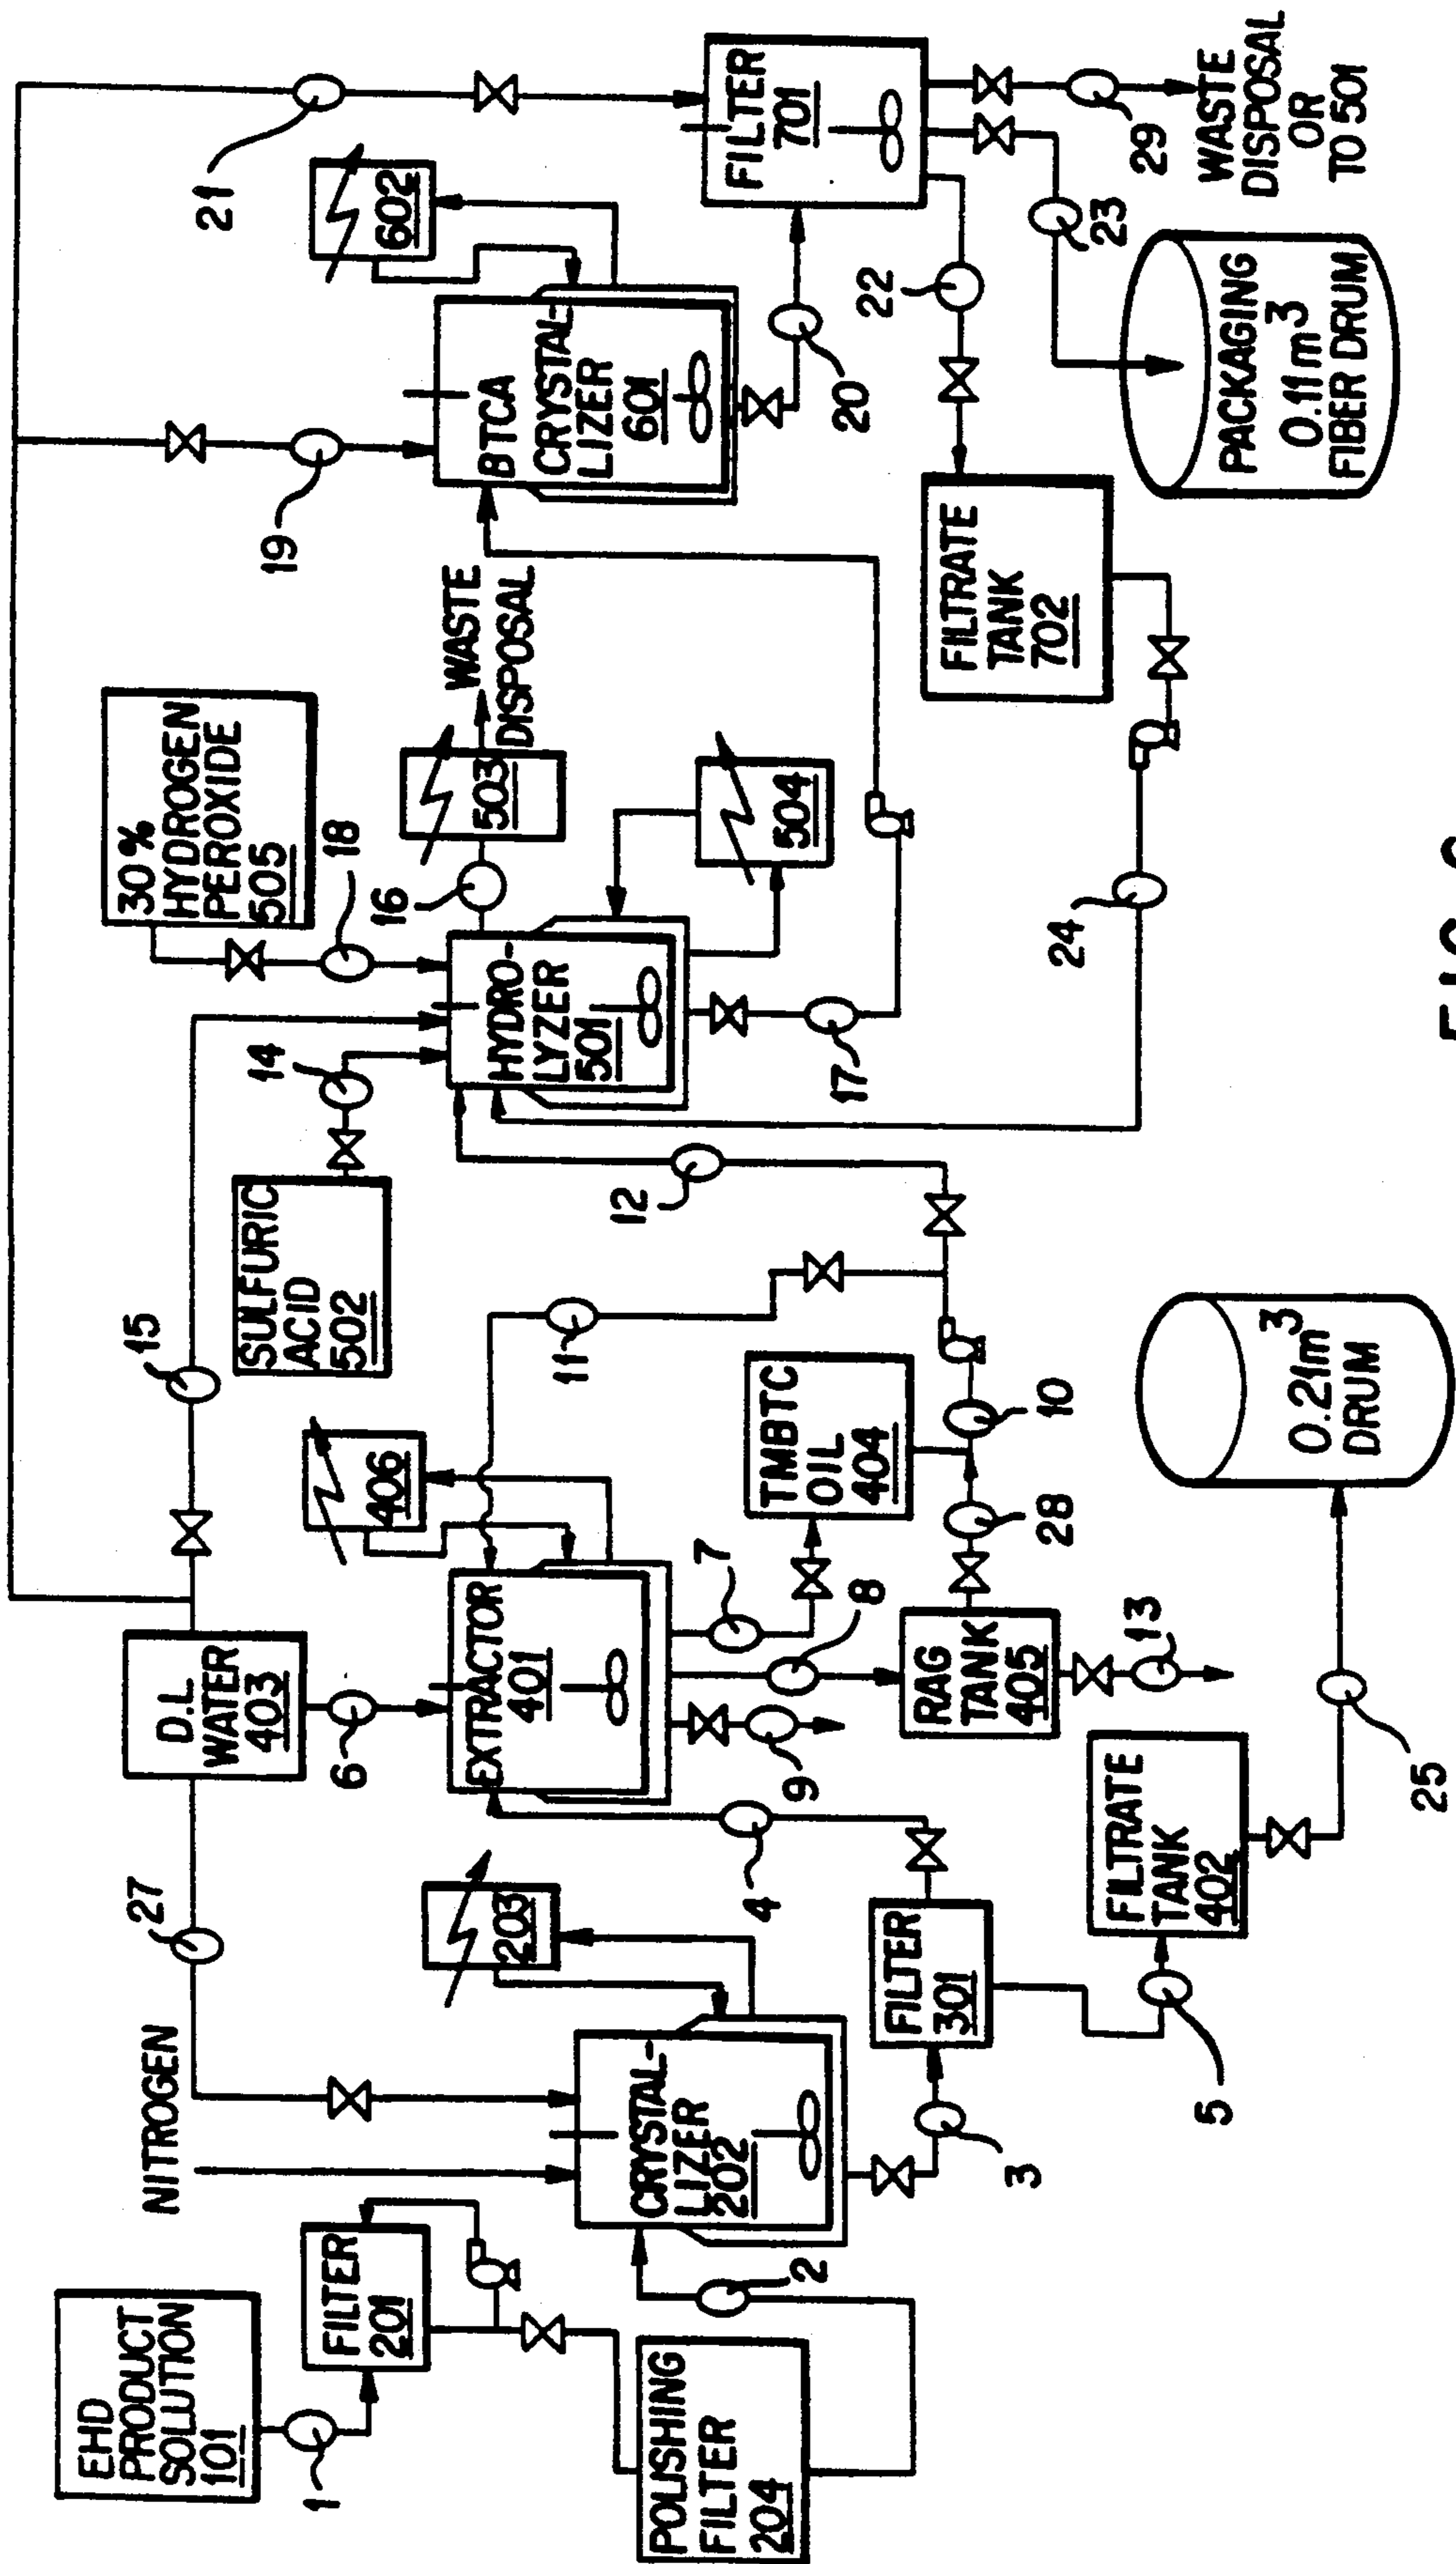 EHD
PRODUCT
SOLUTION
101
1
FILTER
201
POLISHING
FILTER
204
2
NITROGEN
27
CRYSTAL-
LIZER
202
203
3
FILTER
301
4
5
FILTRATE
TANK
402
25
0.21m3
DRUM
D.L
WATER
403
6
EXTRACTOR
401
406
7
8
9
RAG
TANK
405
13
28
TMBTC
OIL
404
10
11
12
15
SULFURIC
ACID
502
14
30%
HYDROGEN
PEROXIDE
505
18
HYDRO-
LYZER
501
16
503
WASTE
DISPOSAL
504
17
24
19
BTCA
CRYSTAL-
LIZER
601
602
20
21
FILTER
701
22
FILTRATE
TANK
702
23
PACKAGING
0.11m3
FIBER DRUM
29
WASTE
DISPOSAL
OR
TO 501